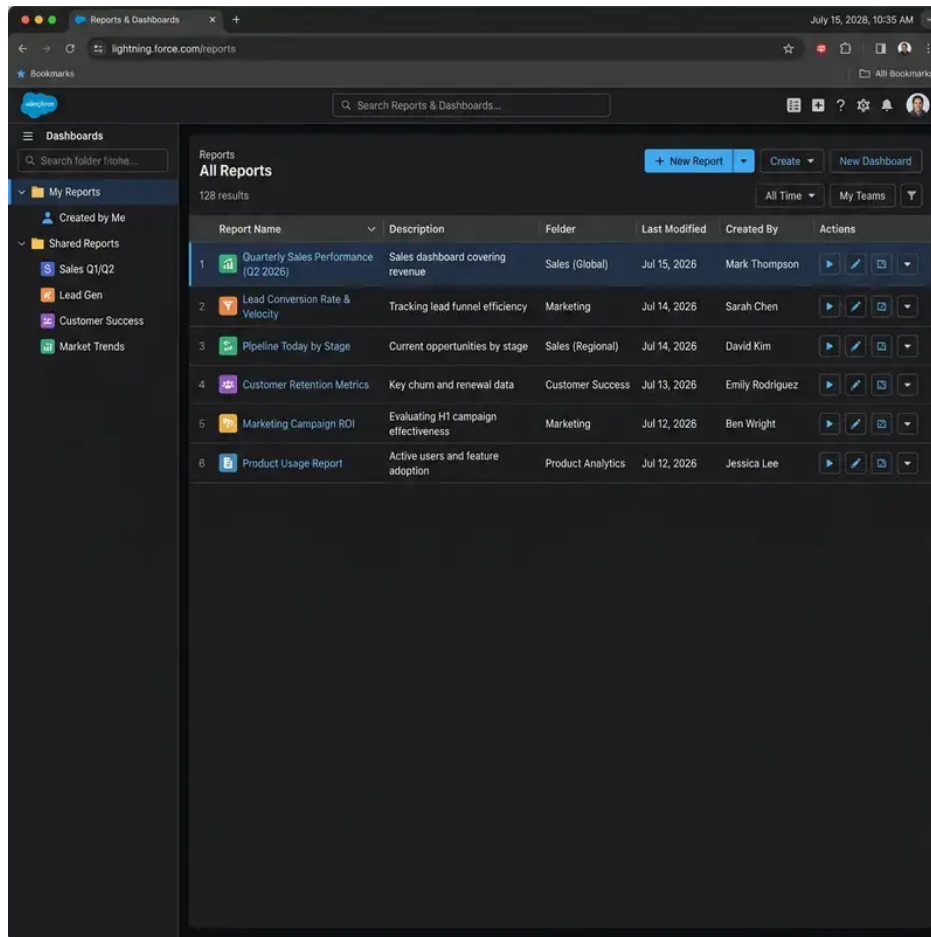 Reports & Dashboards
July 15, 2028, 10:35 AM
lightning.force.com/reports
Bookmarks
Alll Bookmarks
salesforce
Search Reports & Dashboards...
Dashboards
Search folder
My Reports
Created by Me
Shared Reports
Sales Q1/Q2
Lead Gen
Customer Success
Market Trends
Reports
All Reports
128 results
+ New Report
Create
New Dashboard
All Time
My Teams
Report Name Description Felder Last Modified Created By Actions
1 Quarterly Sales Performance (Q2 2026) Sales dashboard covering revenue Sales (Global) Jul 15, 2026 Mark Thompson
2 Lead Conversion Rate & Velocity Tracking lead funnel efficiency Marketing Jul 14, 2026 Sarah Chen
3 Plpeline Today by Stage Current oppertunities by stage Sales (Regional) Jul 14, 2026 David Kim
4 Customer Retention Metrics Key churn and renewal data Customer Success Jul 13, 2026 Emily Rodriguez
5 Marketing Campaign ROI Evaluating H1 campaign effectiveness Marketing Jul 12, 2026 Ben Wright
6 Product Usage Report Active users and feature adoption Product Analytics Jul 12, 2026 Jessica Lee